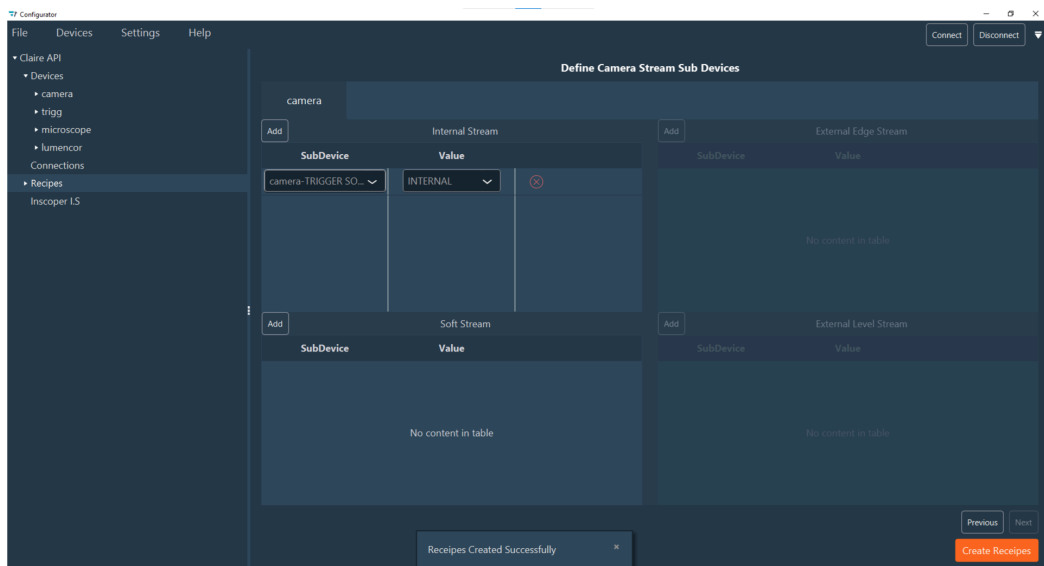 Configurator
File Devices Settings Help
Connect Disconnect
Claire API
Devices
camera
trigg
microscope
lumencor
Connections
Recipes
Inscoper I.S
Define Camera Stream Sub Devices
camera
Add Internal Stream
SubDevice Value
camera-TRIGGER SO... INTERNAL
Add External Edge Stream
SubDevice Value
No content in table
Add Soft Stream
SubDevice Value
No content in table
Add External Level Stream
SubDevice Value
No content in table
Previous Next
Receipes Created Successfully
Create Receipes